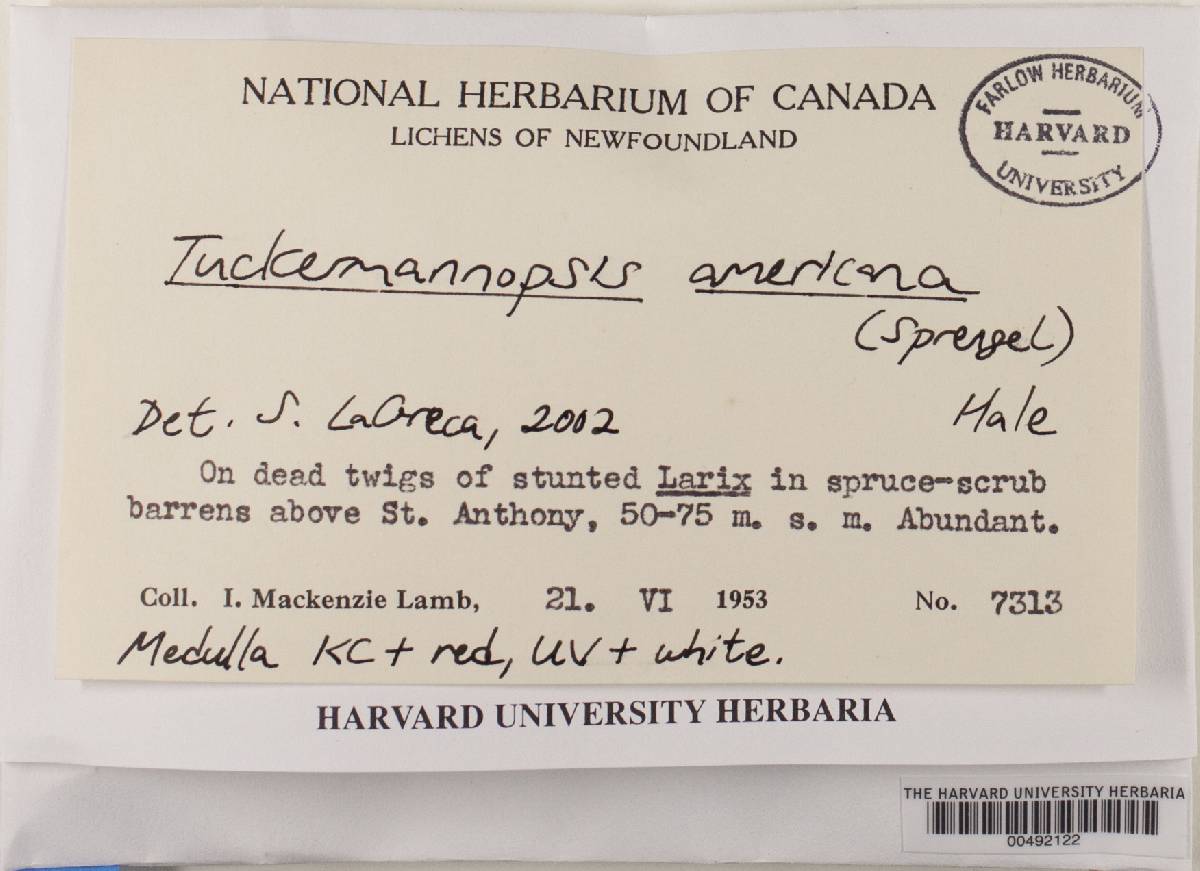 NATIONAL HERBARIUM OF CANADA
LICHENS OF NEWFOUNDLAND
FARLOW HERBARIUM
HARVARD
UNIVERSITY
Tuckermannopsis americana
(Sprengel)
Hale
Det. S. LaGreca, 2002
On dead twigs of stunted Larix in spruce-scrub
barrens above St. Anthony, 50-75 m. s. m. Abundant.
Coll. I. Mackenzie Lamb, 21. VI 1953 No. 7313
Medulla KC+ red, UV+ white.
HARVARD UNIVERSITY HERBARIA
THE HARVARD UNIVERSITY HERBARIA
00492122